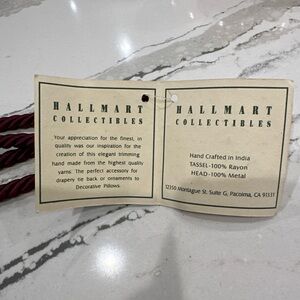 HALLMART
COLLECTIBLES
Your appreciation for the finest, in
quality was our inspiration for the
creation of this elegant trimming
hand made from the highest quality
yarns. The perfect accessory for
drapery tie back or ornaments to
Decorative Pillows.
HALLMART
COLLECTIBLES
Hand Crafted in India
TASSEL-100% Rayon
HEAD-100% Metal
12350 Montague St. Suite G, Pacoima, CA 91331